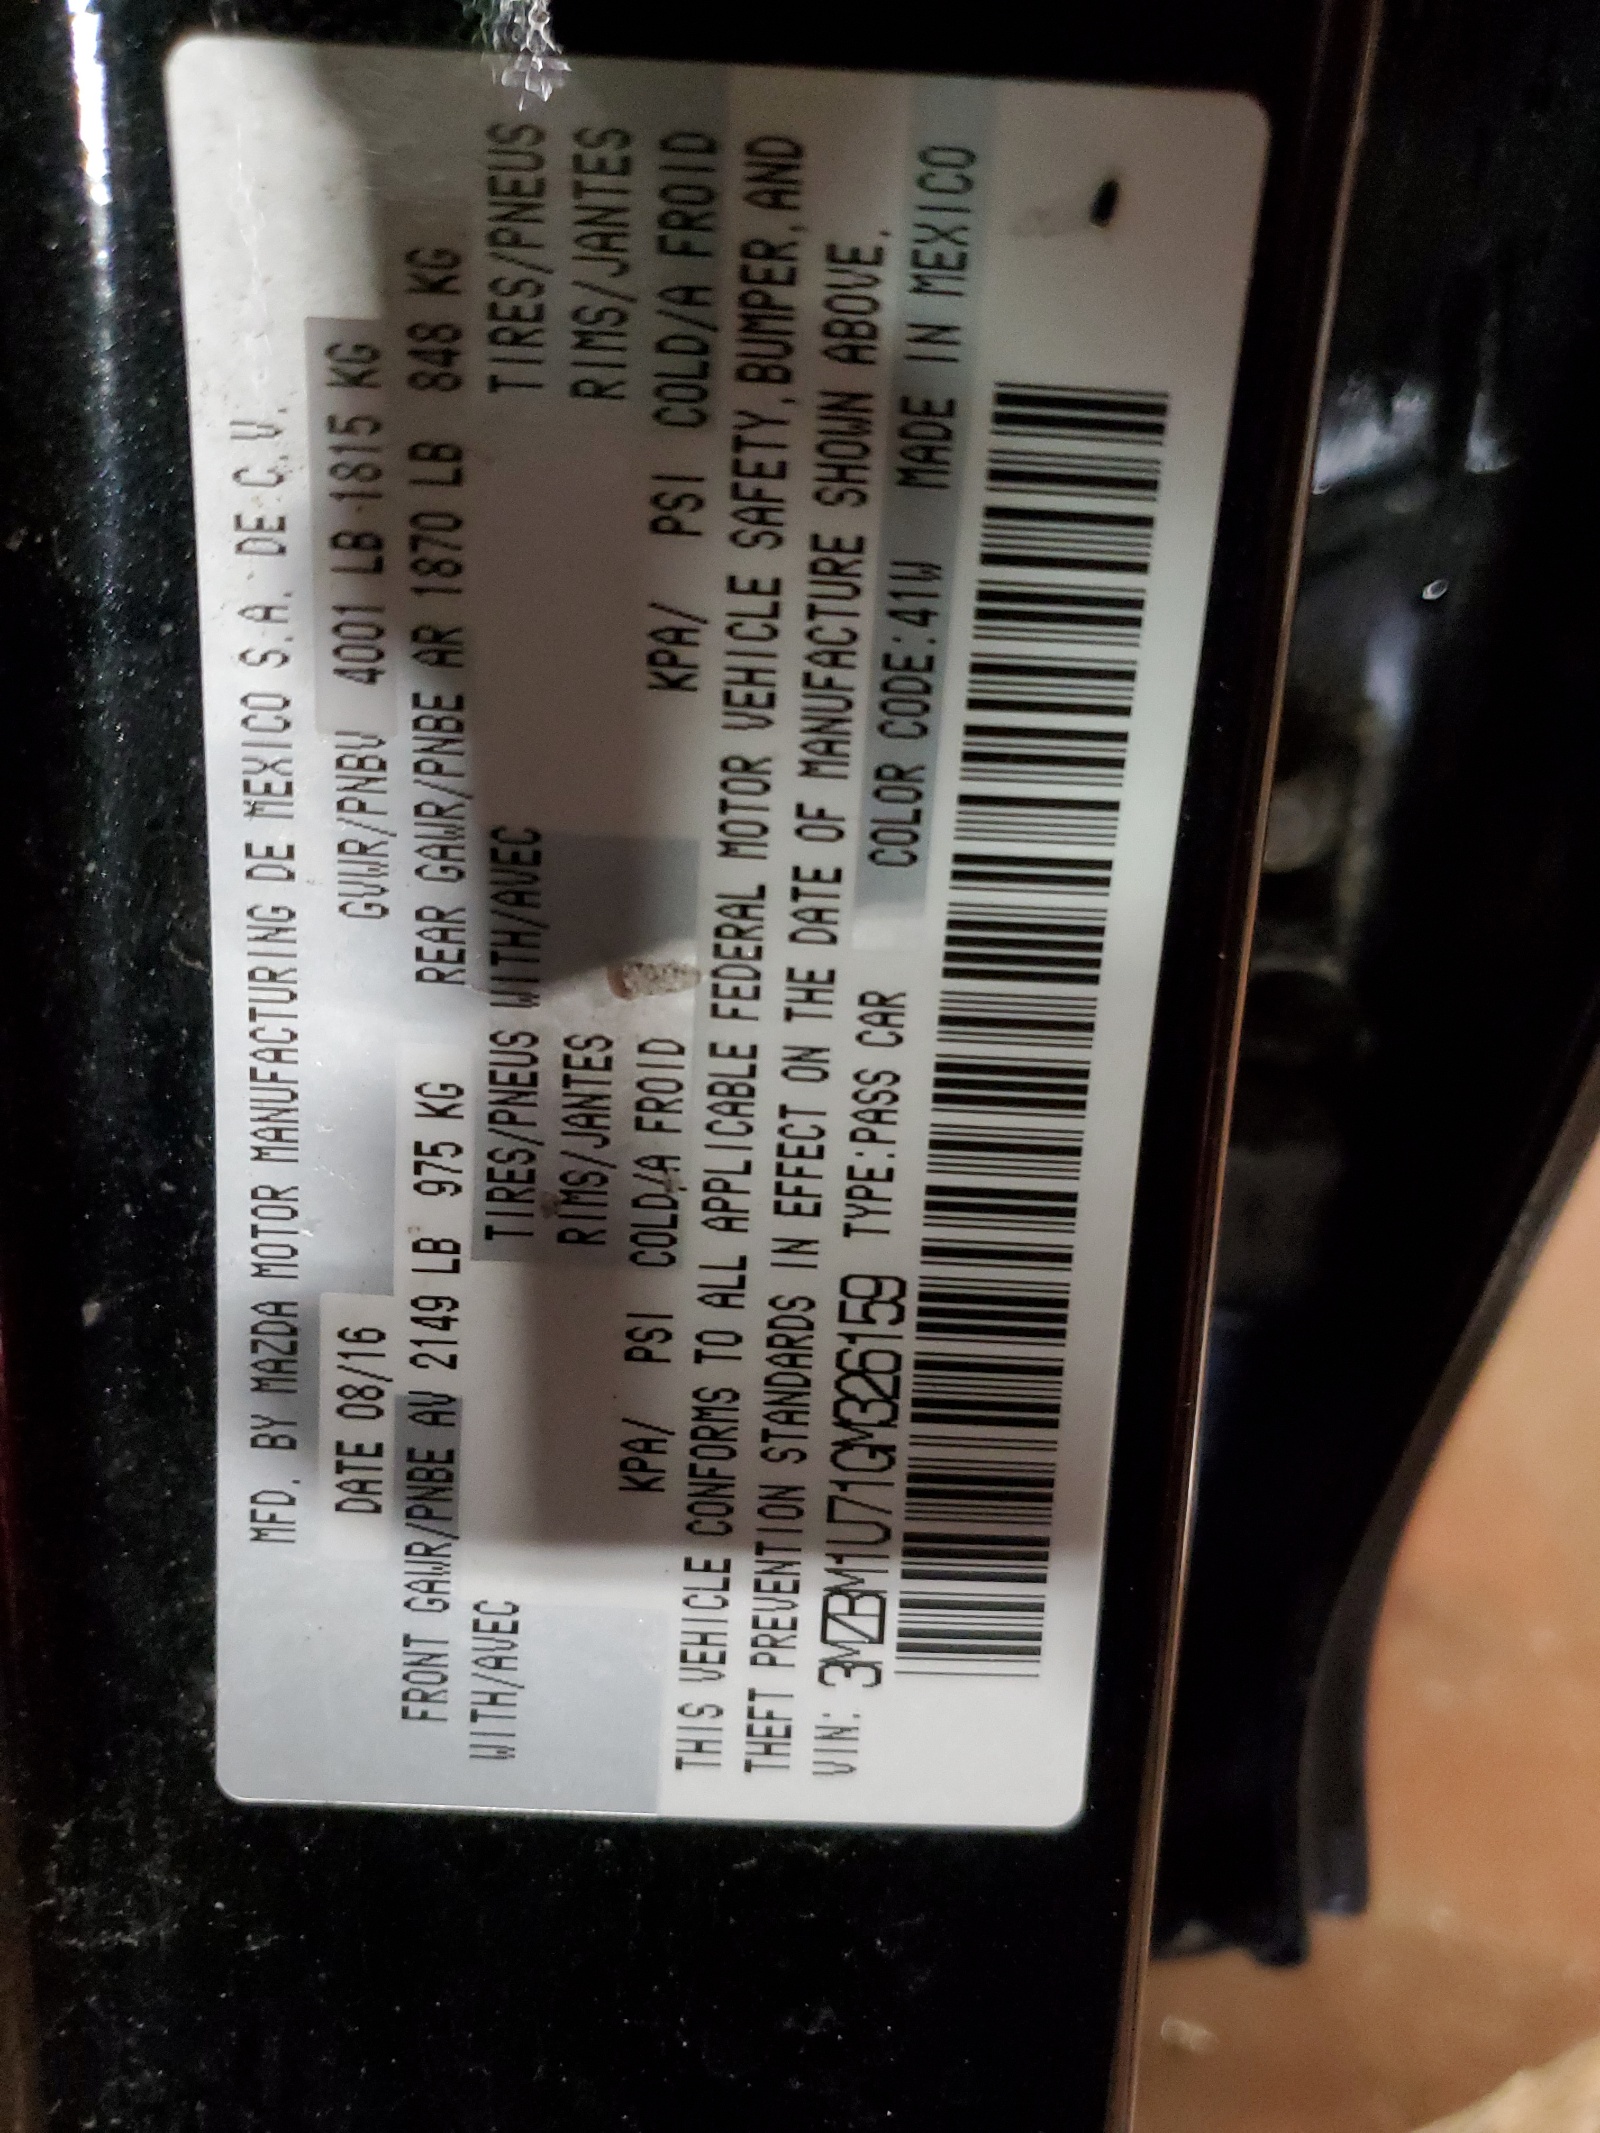 MFD. BY MAZDA MOTOR MANUFACTURING DE MEXICO S.A. DE C.V.
DATE 08/16 GVWR/PNBV 4001 LB 1815 KG
FRONT GAWR/PNBE AV 2149 LB 975 KG REAR GAWR/PNBE AR 1870 LB 848 KG
WITH/AVEC TIRES/PNEUS WITH/AVEC TIRES/PNEUS
RIMS/JANTES RIMS/JANTES
KPA/ PSI COLD/A FROID KPA/ PSI COLD/A FROID
THIS VEHICLE CONFORMS TO ALL APPLICABLE FEDERAL MOTOR VEHICLE SAFETY, BUMPER, AND
THEFT PREVENTION STANDARDS IN EFFECT ON THE DATE OF MANUFACTURE SHOWN ABOVE.
VIN: 3MZBM1U71GM326159 TYPE:PASS CAR COLOR CODE:41W MADE IN MEXICO